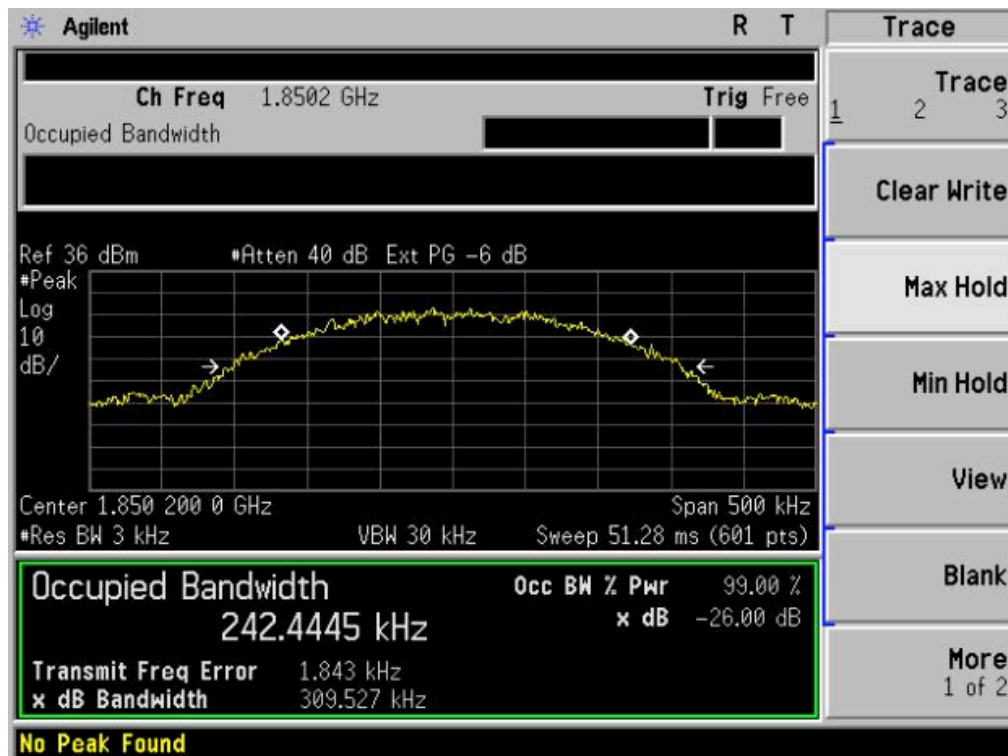 Agilent R T Trace
Ch Freq 1.8502 GHz Trig Free
Occupied Bandwidth
Trace
1 2 3
Clear Write
Max Hold
Min Hold
View
Blank
More
1 of 2
Ref 36 dBm #Atten 40 dB Ext PG -6 dB
#Peak
Log
10
dB/
Center 1.850 200 0 GHz Span 500 kHz
#Res BW 3 kHz VBW 30 kHz Sweep 51.28 ms (601 pts)
Occupied Bandwidth Occ BW % Pwr 99.00 %
242.4445 kHz x dB -26.00 dB
Transmit Freq Error 1.843 kHz
x dB Bandwidth 309.527 kHz
No Peak Found